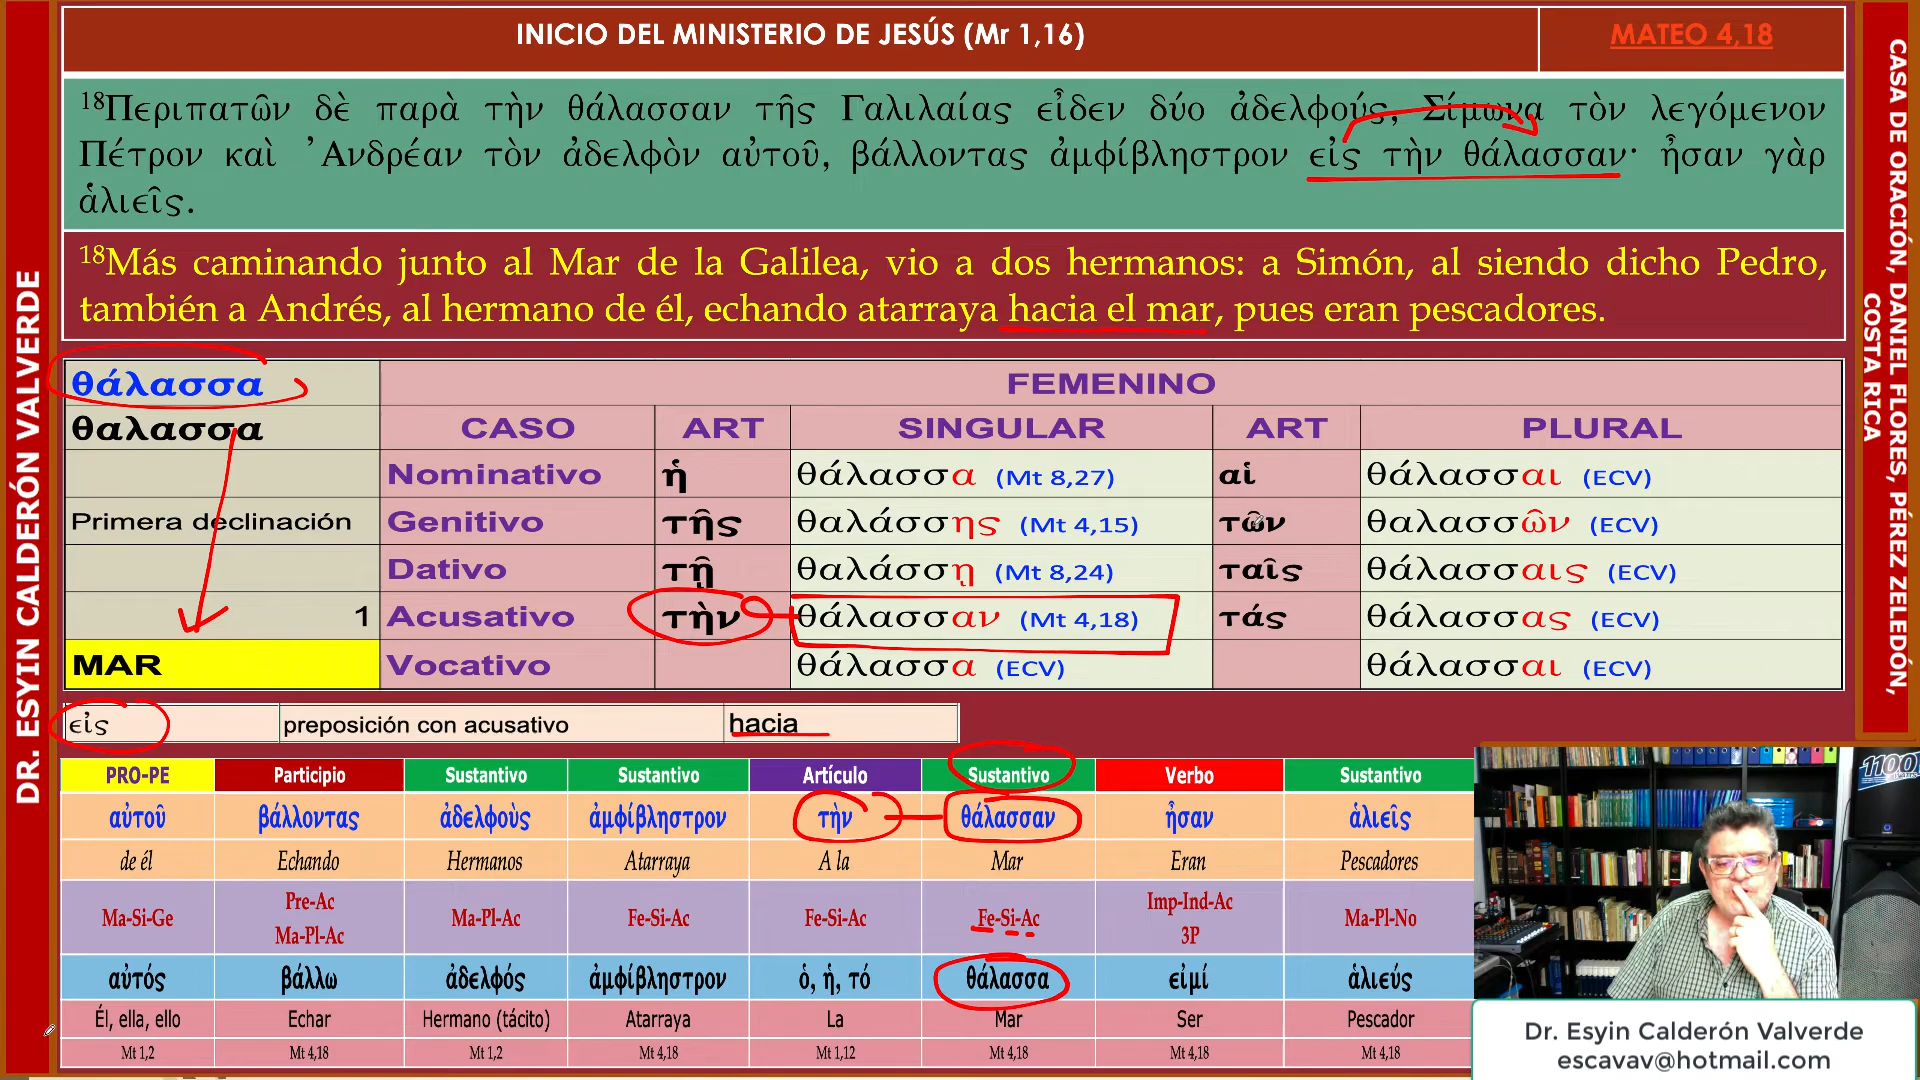 INICIO DEL MINISTERIO DE JESÚS (Mr 1,16)
MATEO 4,18
¹⁸Περιπατῶν δὲ παρὰ τὴν θάλασσαν τῆς Γαλιλαίας εἶδεν δύο ἀδελφούς, Σίμωνα τὸν λεγόμενον
Πέτρον καὶ Ἀνδρέαν τὸν ἀδελφὸν αὐτοῦ, βάλλοντας ἀμφίβληστρον εἰς τὴν θάλασσαν· ἦσαν γὰρ
ἁλιεῖς.
¹⁸Más caminando junto al Mar de la Galilea, vio a dos hermanos: a Simón, al siendo dicho Pedro,
también a Andrés, al hermano de él, echando atarraya hacia el mar, pues eran pescadores.
θάλασσα FEMENINO
θαλασσα CASO ART SINGULAR ART PLURAL
Nominativo ἡ θάλασσα (Mt 8,27) αἱ θάλασσαι (ECV)
Primera declinación Genitivo τῆς θαλάσσης (Mt 4,15) τῶν θαλασσῶν (ECV)
Dativo τῇ θαλάσσῃ (Mt 8,24) ταῖς θαλάσσαις (ECV)
1 Acusativo τὴν θάλασσαν (Mt 4,18) τάς θάλασσας (ECV)
MAR Vocativo θάλασσα (ECV) θάλασσαι (ECV)
εἰς preposición con acusativo hacia
PRO-PE Participio Sustantivo Sustantivo Artículo Sustantivo Verbo Sustantivo
αὐτοῦ βάλλοντας ἀδελφοὺς ἀμφίβληστρον τὴν θάλασσαν ἦσαν ἁλιεῖς
de él Echando Hermanos Atarraya A la Mar Eran Pescadores
Ma-Si-Ge Pre-Ac Ma-Pl-Ac Ma-Pl-Ac Fe-Si-Ac Fe-Si-Ac Fe-Si-Ac Imp-Ind-Ac 3P Ma-Pl-No
αὐτός βάλλω ἀδελφός ἀμφίβληστρον ὁ, ἡ, τό θάλασσα εἰμί ἁλιεύς
Él, ella, ello Echar Hermano (tácito) Atarraya La Mar Ser Pescador
Mt 1,2 Mt 4,18 Mt 1,2 Mt 4,18 Mt 1,12 Mt 4,18 Mt 4,18 Mt 4,18
DR. ESYIN CALDERÓN VALVERDE
CASA DE ORACIÓN, DANIEL FLORES, PÉREZ ZELEDÓN,
COSTA RICA
1100
Dr. Esyin Calderón Valverde
escavav@hotmail.com